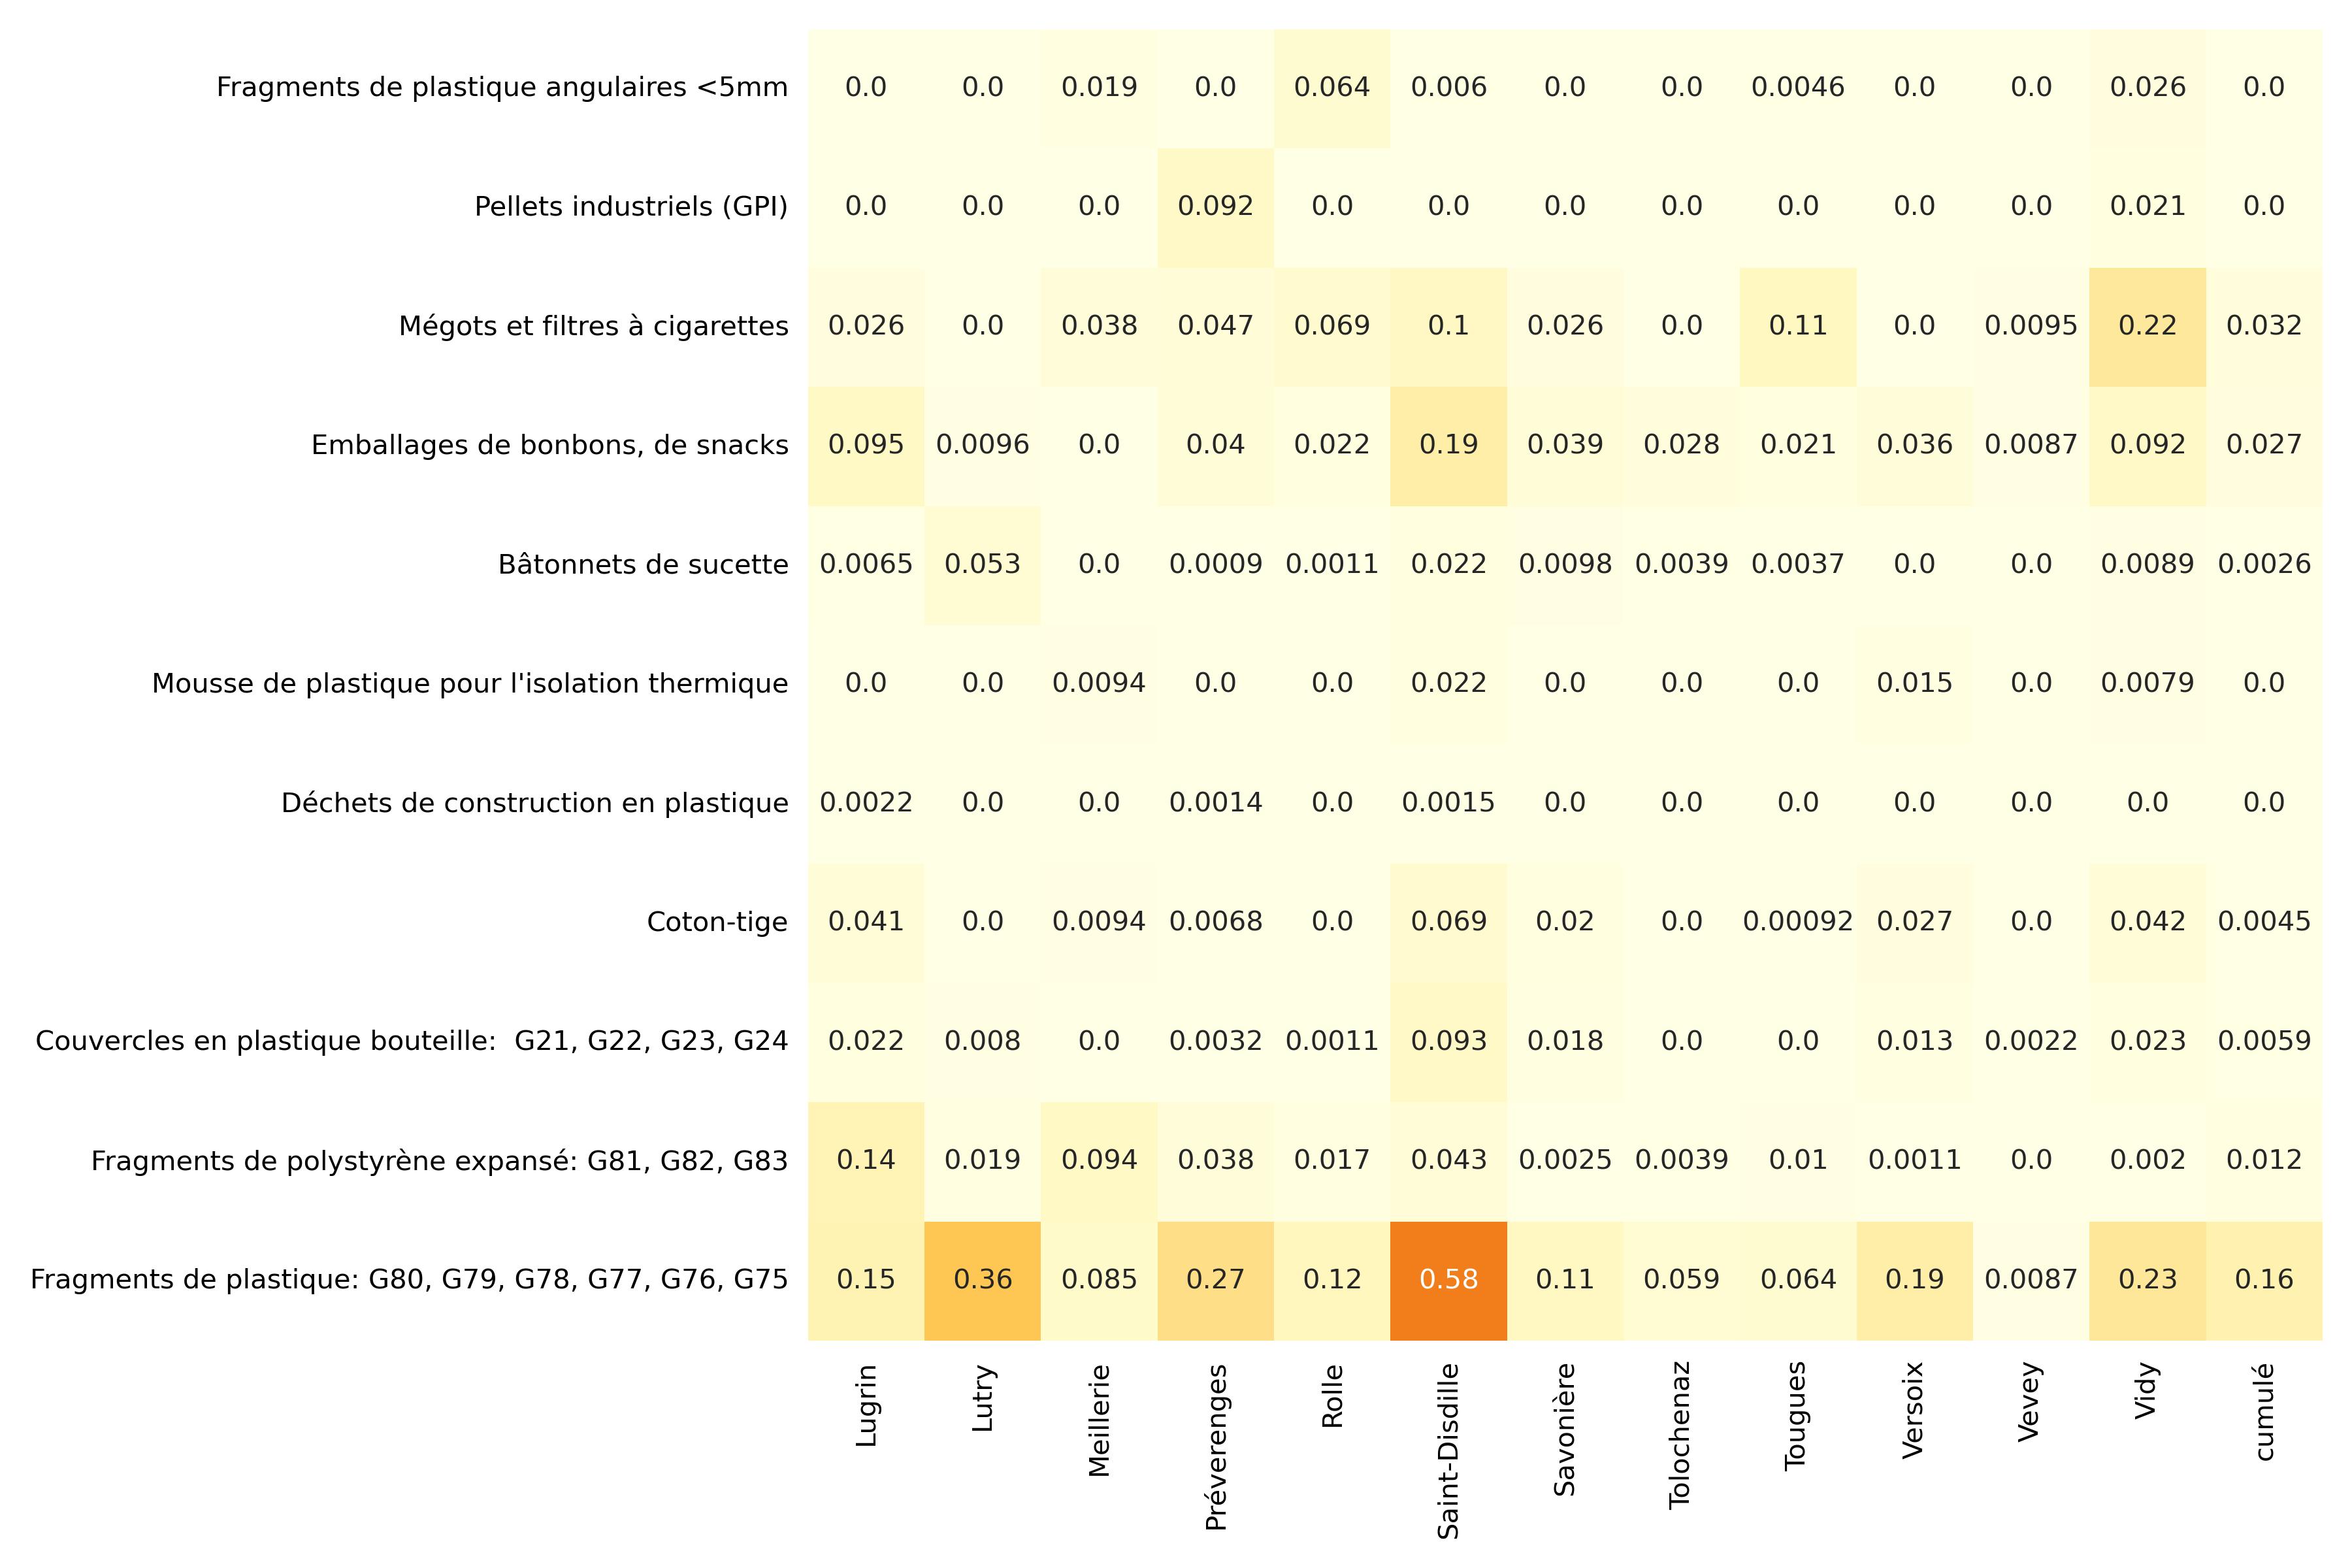 Fragments de plastique angulaires <5mm 0.0 0.0 0.019 0.0 0.064 0.006 0.0 0.0 0.0046 0.0 0.0 0.026 0.0
Pellets industriels (GPI) 0.0 0.0 0.0 0.092 0.0 0.0 0.0 0.0 0.0 0.0 0.0 0.021 0.0
Mégots et filtres à cigarettes 0.026 0.0 0.038 0.047 0.069 0.1 0.026 0.0 0.11 0.0 0.0095 0.22 0.032
Emballages de bonbons, de snacks 0.095 0.0096 0.0 0.04 0.022 0.19 0.039 0.028 0.021 0.036 0.0087 0.092 0.027
Bâtonnets de sucette 0.0065 0.053 0.0 0.0009 0.0011 0.022 0.0098 0.0039 0.0037 0.0 0.0 0.0089 0.0026
Mousse de plastique pour l'isolation thermique 0.0 0.0 0.0094 0.0 0.0 0.022 0.0 0.0 0.0 0.015 0.0 0.0079 0.0
Déchets de construction en plastique 0.0022 0.0 0.0 0.0014 0.0 0.0015 0.0 0.0 0.0 0.0 0.0 0.0 0.0
Coton-tige 0.041 0.0 0.0094 0.0068 0.0 0.069 0.02 0.0 0.00092 0.027 0.0 0.042 0.0045
Couvercles en plastique bouteille: G21, G22, G23, G24 0.022 0.008 0.0 0.0032 0.0011 0.093 0.018 0.0 0.0 0.013 0.0022 0.023 0.0059
Fragments de polystyrène expansé: G81, G82, G83 0.14 0.019 0.094 0.038 0.017 0.043 0.0025 0.0039 0.01 0.0011 0.0 0.002 0.012
Fragments de plastique: G80, G79, G78, G77, G76, G75 0.15 0.36 0.085 0.27 0.12 0.58 0.11 0.059 0.064 0.19 0.0087 0.23 0.16
Lugrin Lutry Meillerie Préverenges Rolle Saint-Disdille Savonière Tolochenaz Tougues Versoix Vevey Vidy cumulé